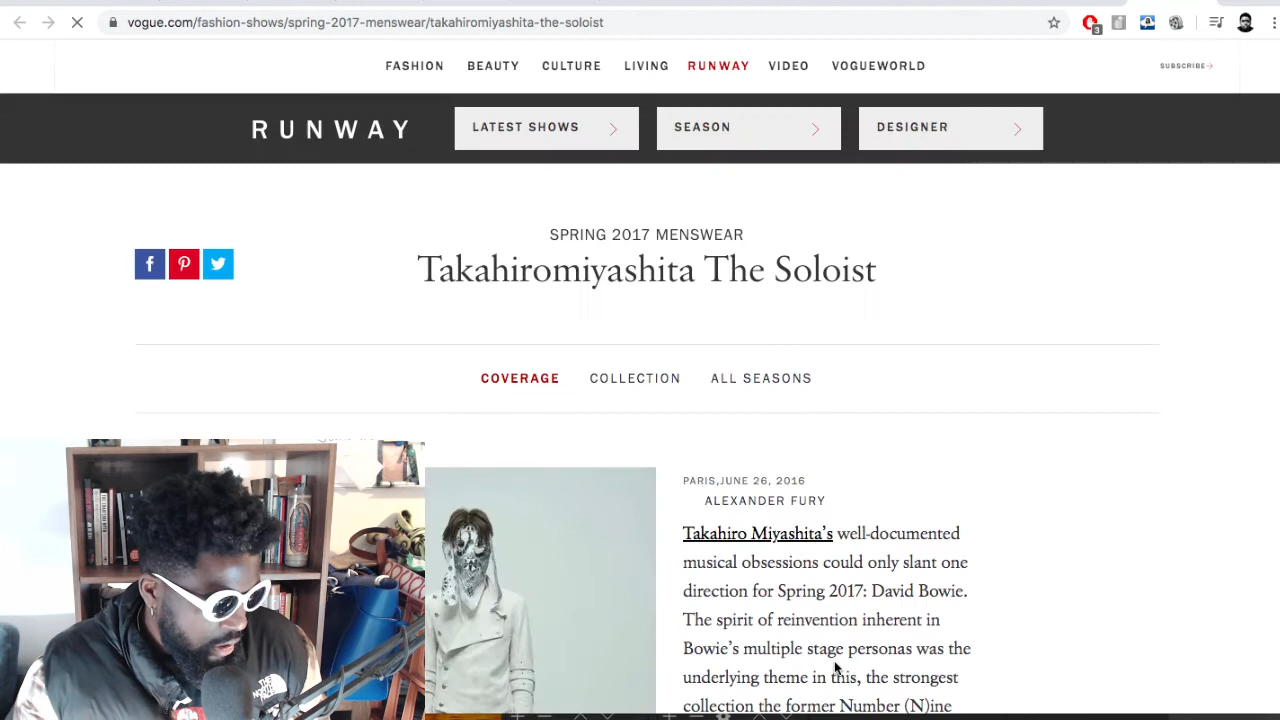 vogue.com/fashion-shows/spring-2017-menswear/takahiromiyashita-the-soloist
3
FASHION BEAUTY CULTURE LIVING RUNWAY VIDEO VOGUEWORLD
SUBSCRIBE
RUNWAY
LATEST SHOWS
SEASON
DESIGNER
SPRING 2017 MENSWEAR
Takahiromiyashita The Soloist
COVERAGE COLLECTION ALL SEASONS
PARIS, JUNE 26, 2016
ALEXANDER FURY
Takahiro Miyashita's well-documented
musical obsessions could only slant one
direction for Spring 2017: David Bowie.
The spirit of reinvention inherent in
Bowie's multiple stage personas was the
underlying theme in this, the strongest
collection the former Number (N)ine
THE NORTH FACE